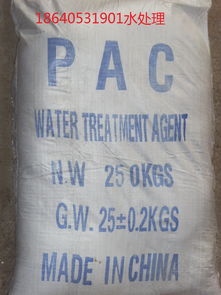 18640531901水处理
PAC
WATER TREATMENT AGENT
N.W 25 0KGS
G.W. 25±0.2KGS
MADE IN CHINA